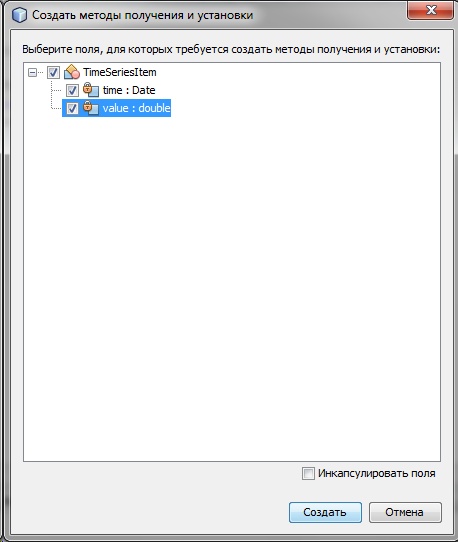 Создать методы получения и установки
Выберите поля, для которых требуется создать методы получения и установки:
TimeSeriesItem
time : Date
value : double
Инкапсулировать поля
Создать
Отмена